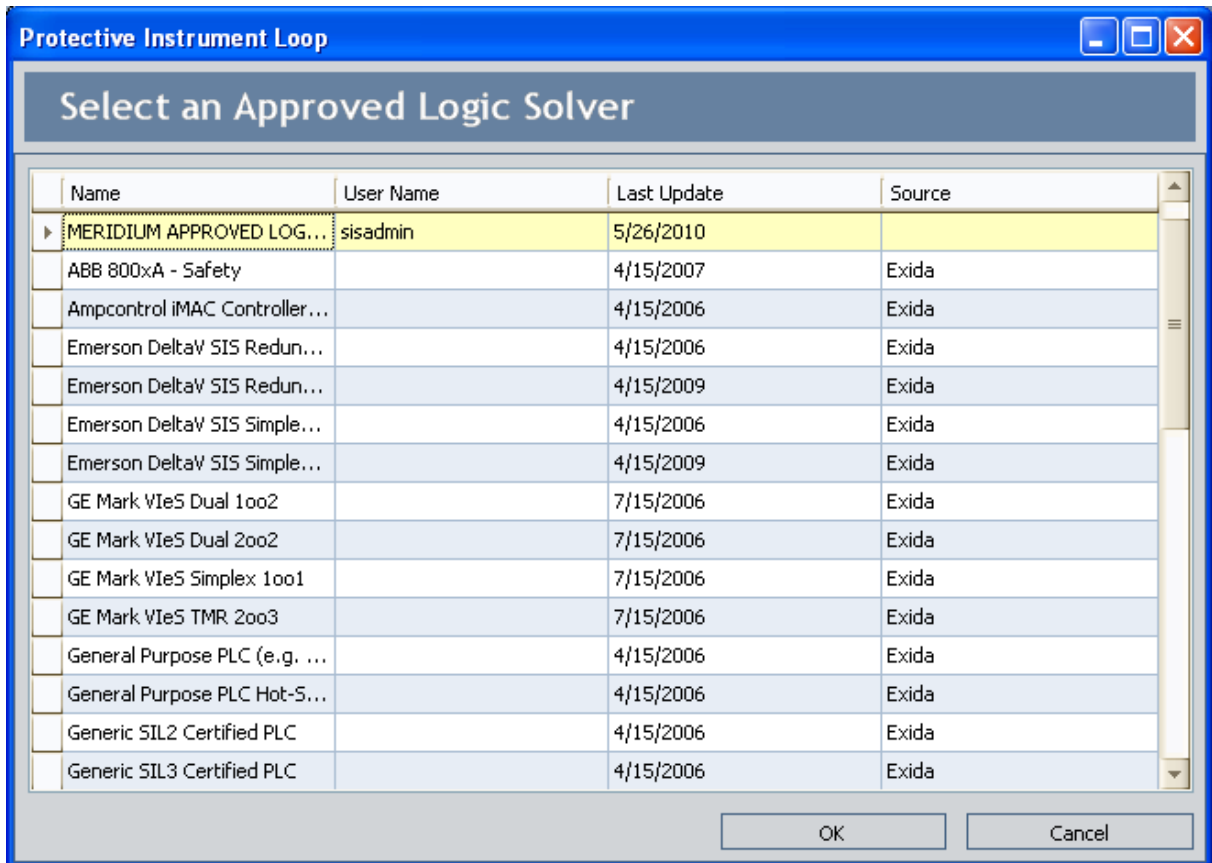 Protective Instrument Loop
Select an Approved Logic Solver
Name User Name Last Update Source
MERIDIUM APPROVED LOG... sisadmin 5/26/2010
ABB 800xA - Safety 4/15/2007 Exida
Ampcontrol iMAC Controller... 4/15/2006 Exida
Emerson DeltaV SIS Redun... 4/15/2006 Exida
Emerson DeltaV SIS Redun... 4/15/2009 Exida
Emerson DeltaV SIS Simple... 4/15/2006 Exida
Emerson DeltaV SIS Simple... 4/15/2009 Exida
GE Mark VIeS Dual 1oo2 7/15/2006 Exida
GE Mark VIeS Dual 2oo2 7/15/2006 Exida
GE Mark VIeS Simplex 1oo1 7/15/2006 Exida
GE Mark VIeS TMR 2oo3 7/15/2006 Exida
General Purpose PLC (e.g. ... 4/15/2006 Exida
General Purpose PLC Hot-S... 4/15/2006 Exida
Generic SIL2 Certified PLC 4/15/2006 Exida
Generic SIL3 Certified PLC 4/15/2006 Exida
OK Cancel